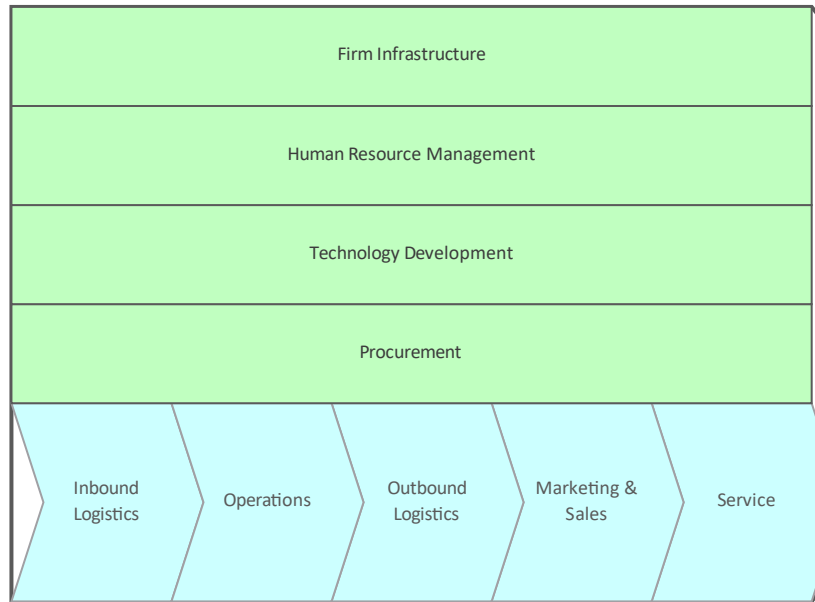 Firm Infrastructure
Human Resource Management
Technology Development
Procurement
Inbound
Logistics
Operations
Outbound
Logistics
Marketing &
Sales
Service